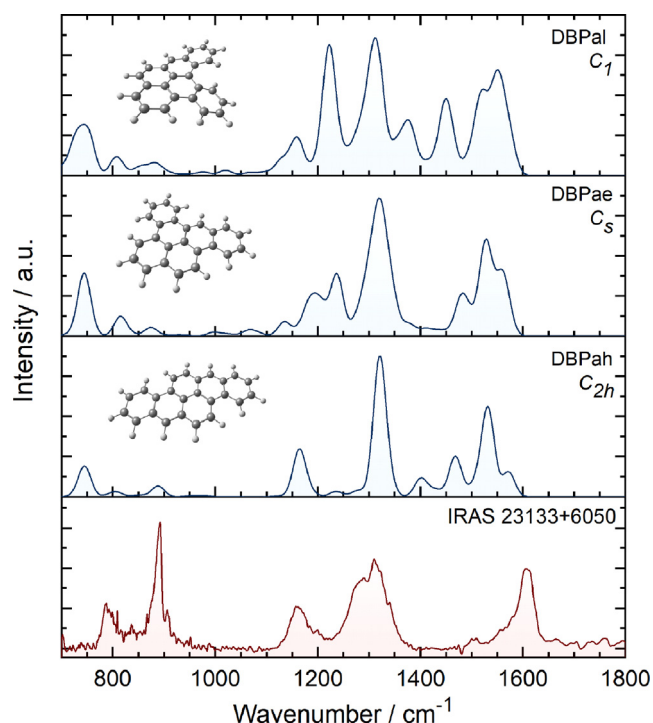 DBPal
C1
DBPae
Cs
DBPah
C2h
IRAS 23133+6050
Intensity / a.u.
800 1000 1200 1400 1600 1800
Wavenumber / cm-1